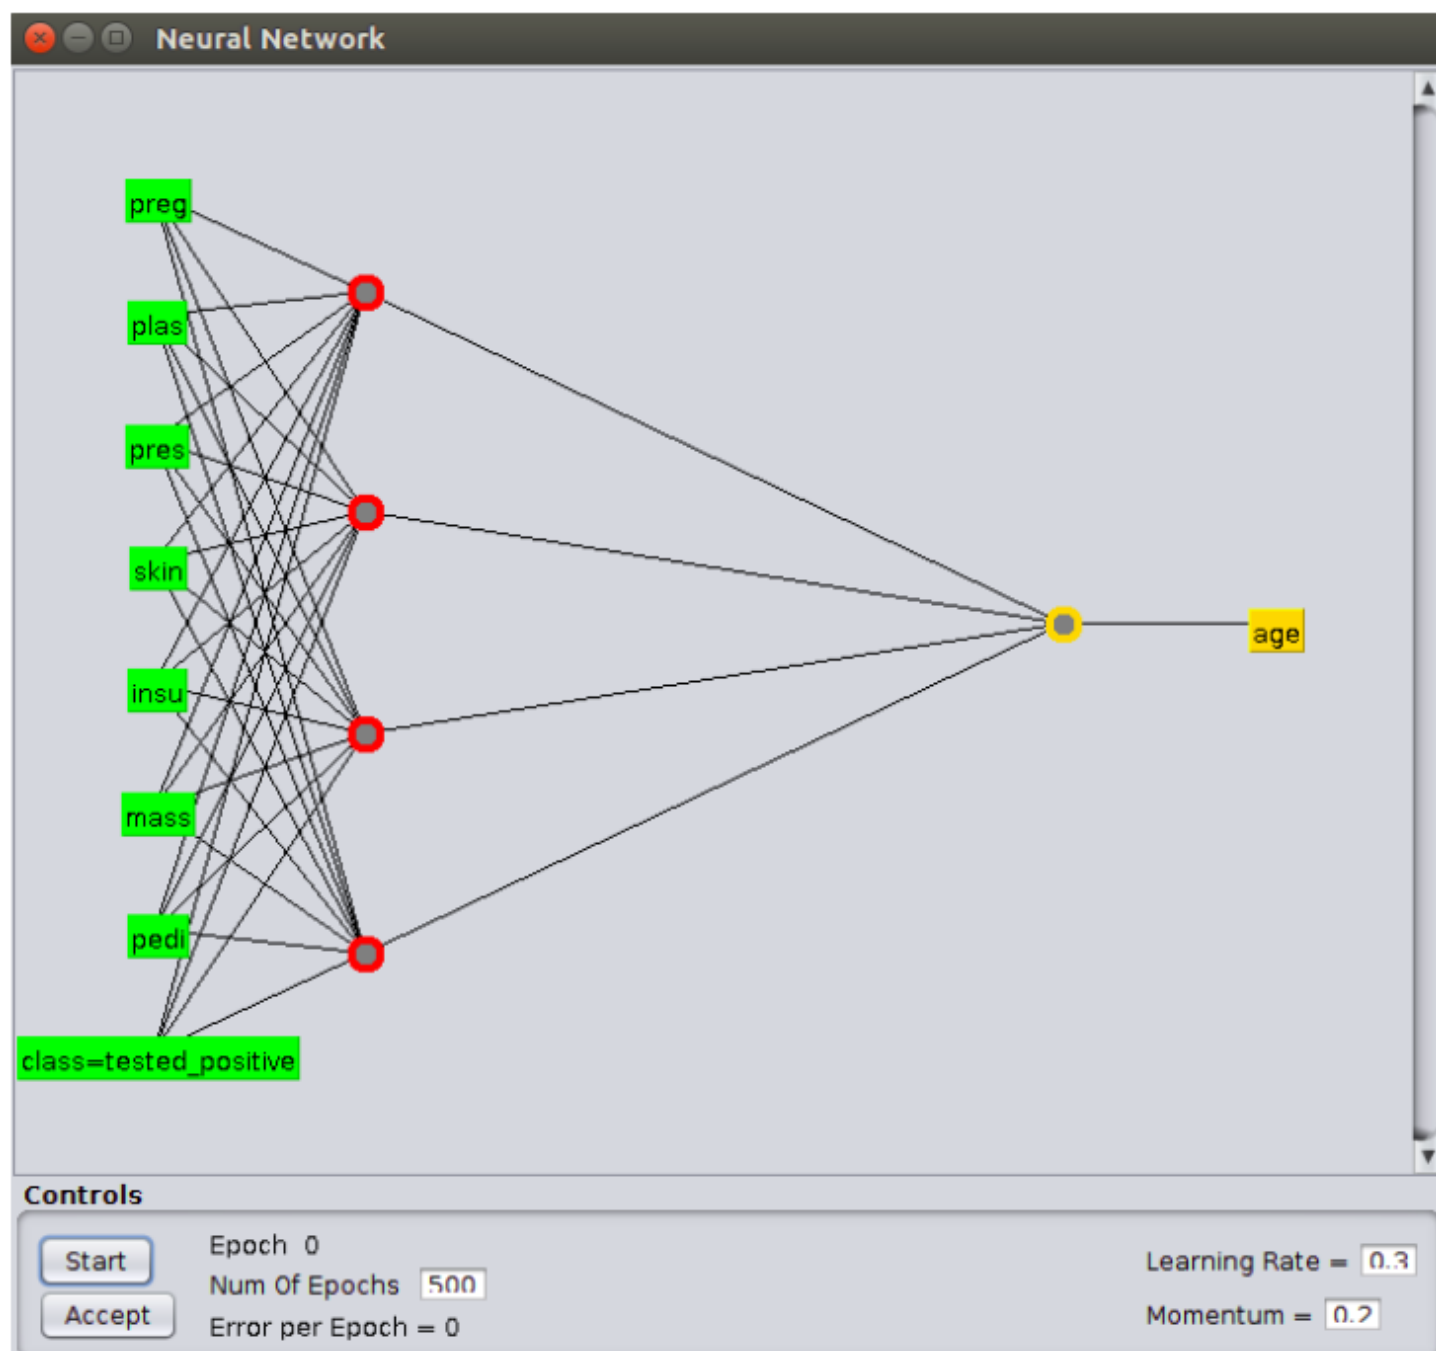 Neural Network
preg
plas
pres
skin
insu
mass
pedi
class=tested_positive
age
Controls
Start
Accept
Epoch 0
Num Of Epochs 500
Error per Epoch = 0
Learning Rate = 0.3
Momentum = 0.2